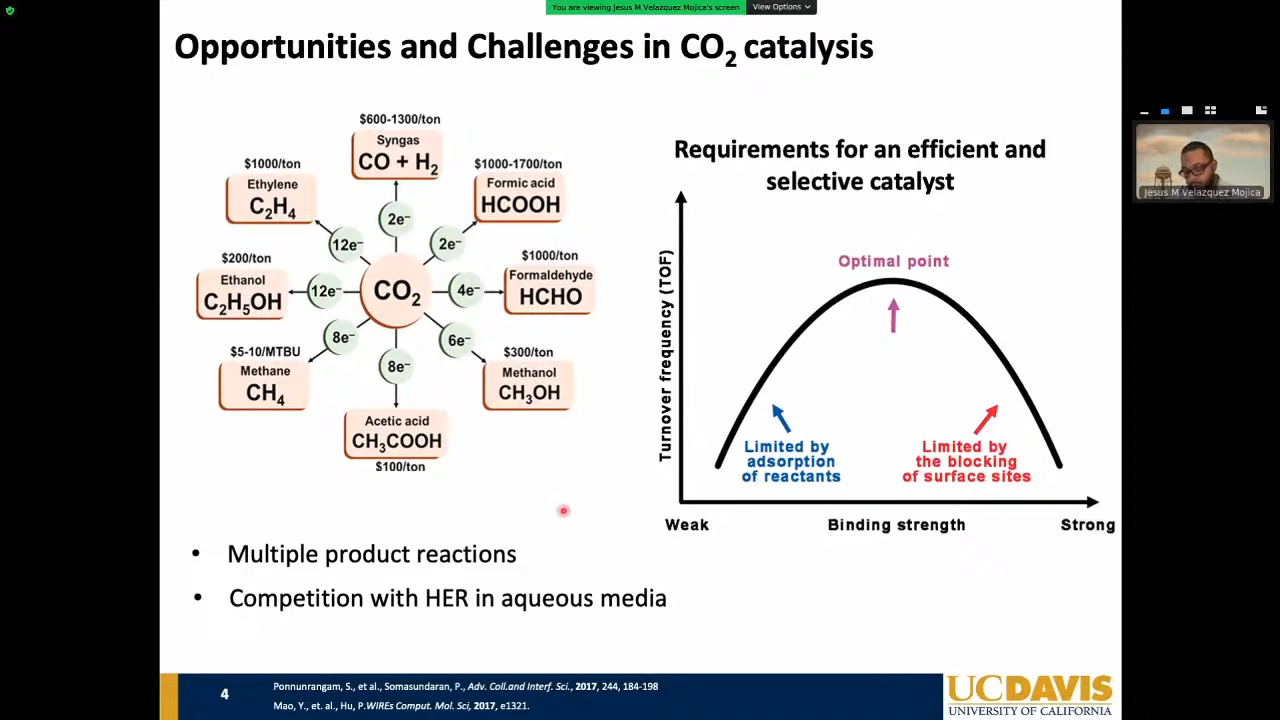 You are viewing Jesus M Velazquez Mojica's screen
View Options
Opportunities and Challenges in CO2 catalysis
$600-1300/ton
Syngas
CO + H2
$1000/ton
Ethylene
C2H4
$1000-1700/ton
Formic acid
HCOOH
2e-
12e-
2e-
$200/ton
Ethanol
C2H5OH
12e-
CO2
4e-
$1000/ton
Formaldehyde
HCHO
8e-
8e-
6e-
$5-10/MTBU
Methane
CH4
$300/ton
Methanol
CH3OH
Acetic acid
CH3COOH
$100/ton
Requirements for an efficient and
selective catalyst
Turnover frequency (TOF)
Optimal point
Limited by
adsorption
of reactants
Limited by
the blocking
of surface sites
Weak
Binding strength
Strong
• Multiple product reactions
• Competition with HER in aqueous media
4
Ponnunrangam, S., et al., Somasundaran, P., Adv. Coll.and Interf. Sci., 2017, 244, 184-198
Mao, Y., et. al., Hu, P.WIREs Comput. Mol. Sci, 2017, e1321.
UCDAVIS
UNIVERSITY OF CALIFORNIA
Jesus M Velazquez Mojica